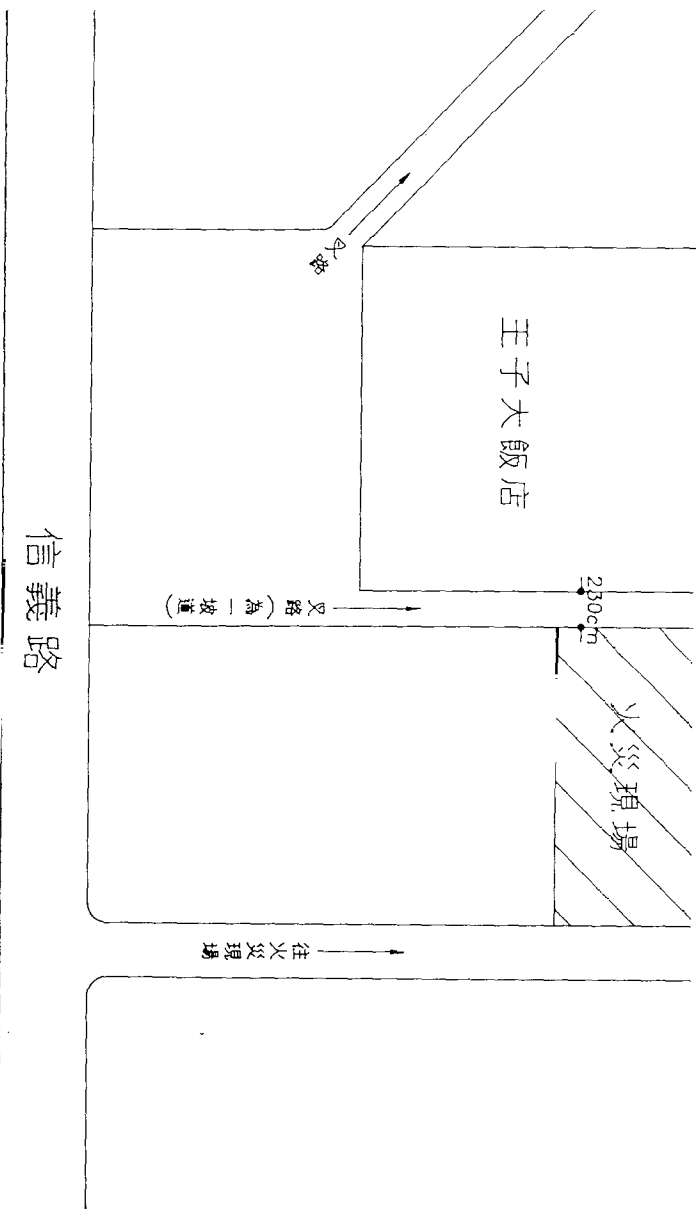 叉路
王子大飯店
230cm
叉路(為一坡道)
火災現場
信義路
往火災現場